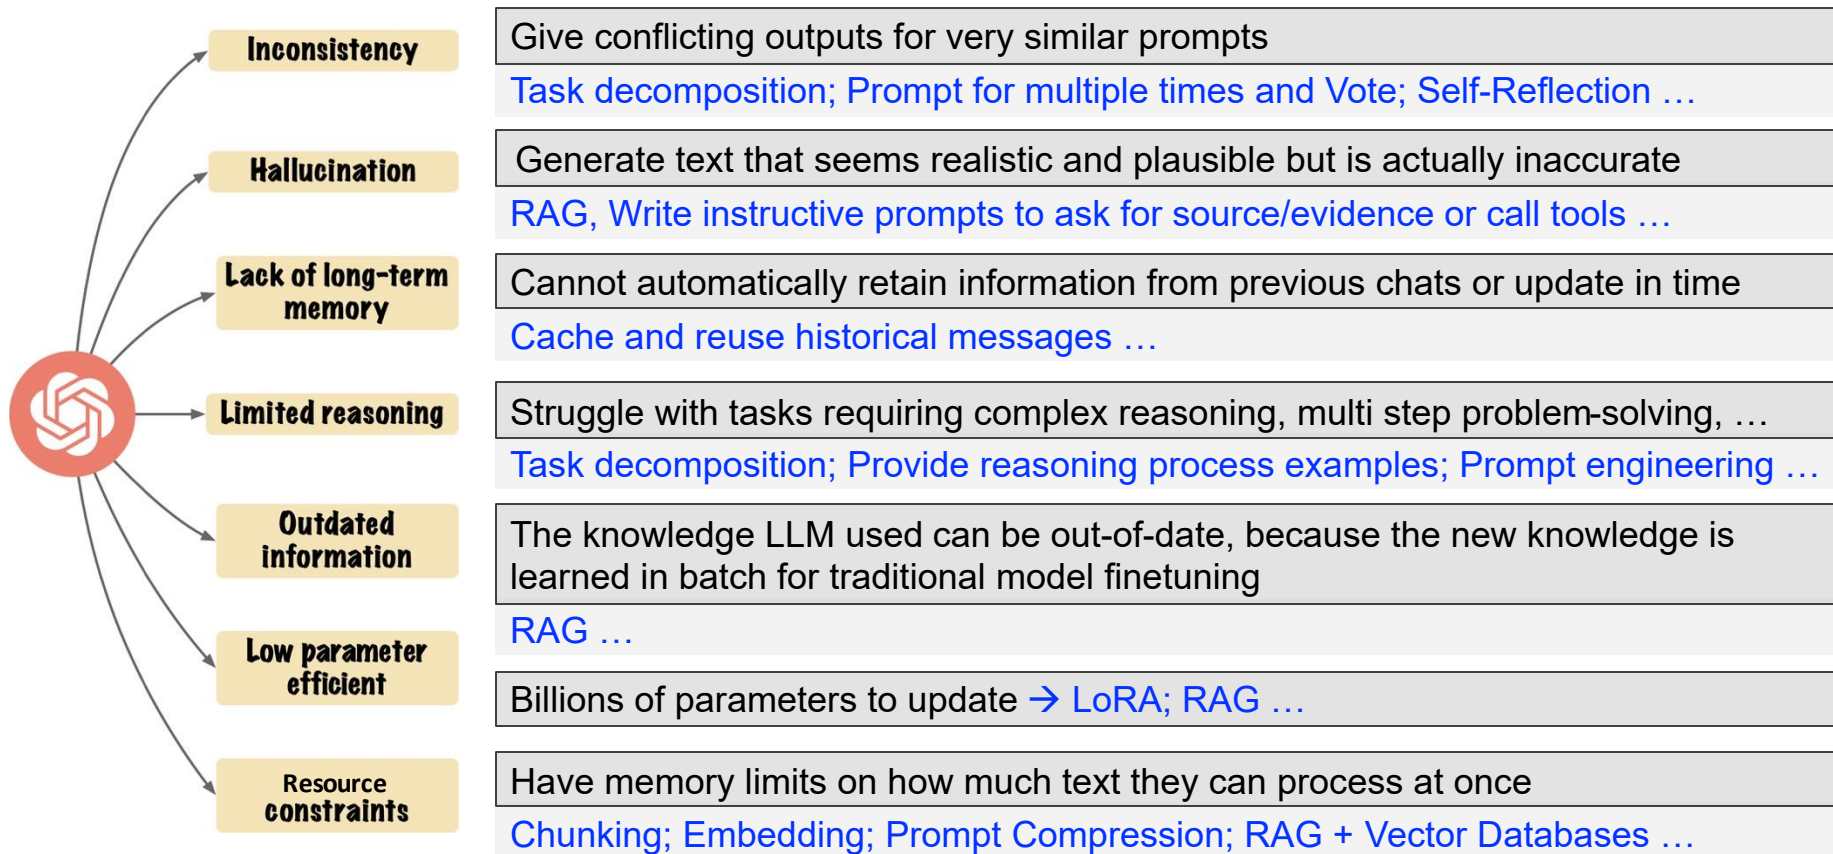 Inconsistency
Give conflicting outputs for very similar prompts
Task decomposition; Prompt for multiple times and Vote; Self-Reflection …
Hallucination
Generate text that seems realistic and plausible but is actually inaccurate
RAG, Write instructive prompts to ask for source/evidence or call tools …
Lack of long-term
memory
Cannot automatically retain information from previous chats or update in time
Cache and reuse historical messages …
Limited reasoning
Struggle with tasks requiring complex reasoning, multi step problem-solving, …
Task decomposition; Provide reasoning process examples; Prompt engineering …
Outdated
information
The knowledge LLM used can be out-of-date, because the new knowledge is
learned in batch for traditional model finetuning
RAG …
Low parameter
efficient
Billions of parameters to update → LoRA; RAG …
Resource
constraints
Have memory limits on how much text they can process at once
Chunking; Embedding; Prompt Compression; RAG + Vector Databases …